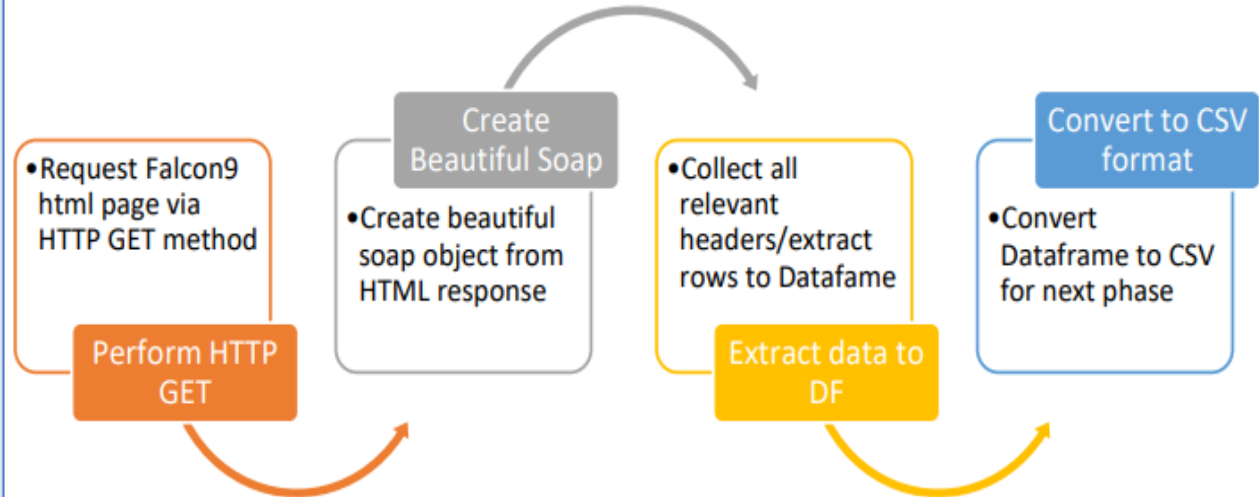 •Request Falcon9
html page via
HTTP GET method
Perform HTTP
GET
Create
Beautiful Soap
•Create beautiful
soap object from
HTML response
•Collect all
relevant
headers/extract
rows to Datafame
Extract data to
DF
Convert to CSV
format
•Convert
Dataframe to CSV
for next phase